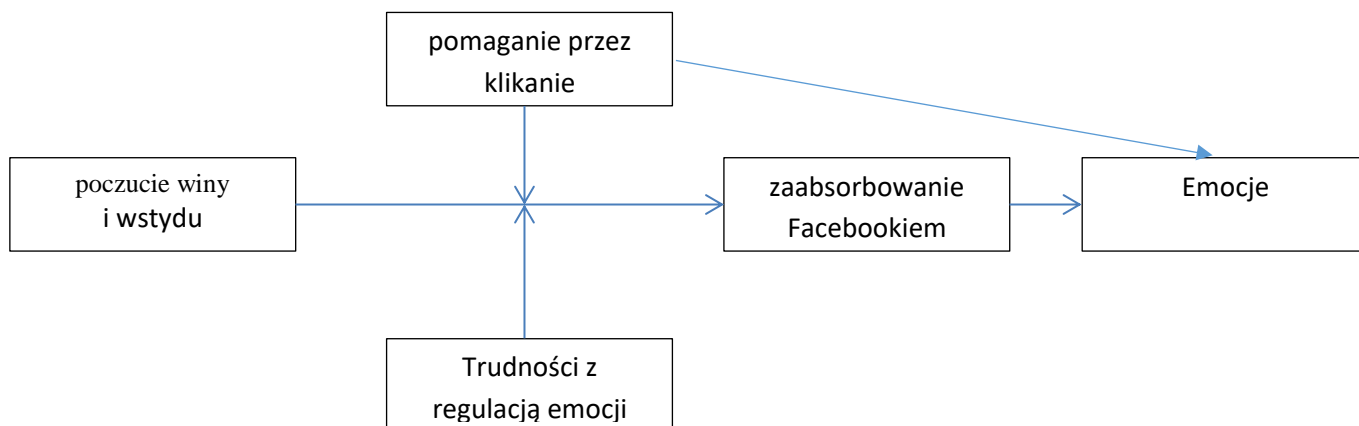 pomaganie przez
klikanie
poczucie winy
i wstydu
zaabsorbowanie
Facebookiem
Emocje
Trudności z
regulacją emocji